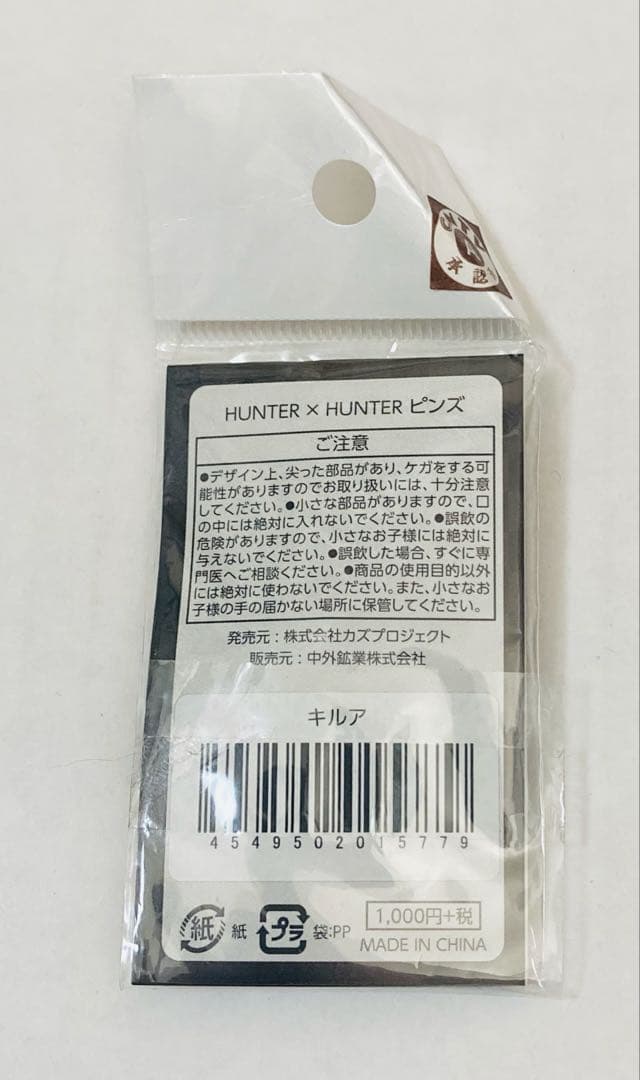 承認
HUNTER × HUNTER ピンズ
ご注意
●デザイン上、尖った部品があり、ケガをする可
能性がありますのでお取り扱いには、十分注意
してください。●小さな部品がありますので、口
の中には絶対に入れないでください。●誤飲の
危険がありますので、小さなお子様には絶対に
与えないでください。●誤飲した場合、すぐに専
門医へご相談ください。●商品の使用目的以外
には絶対に使わないでください。また、小さなお
子様の手の届かない場所に保管してください。
発売元：株式会社カズプロジェクト
販売元：中外鉱業株式会社
キルア
4549502015779
紙 紙 プラ 袋:PP
1,000円+税
MADE IN CHINA